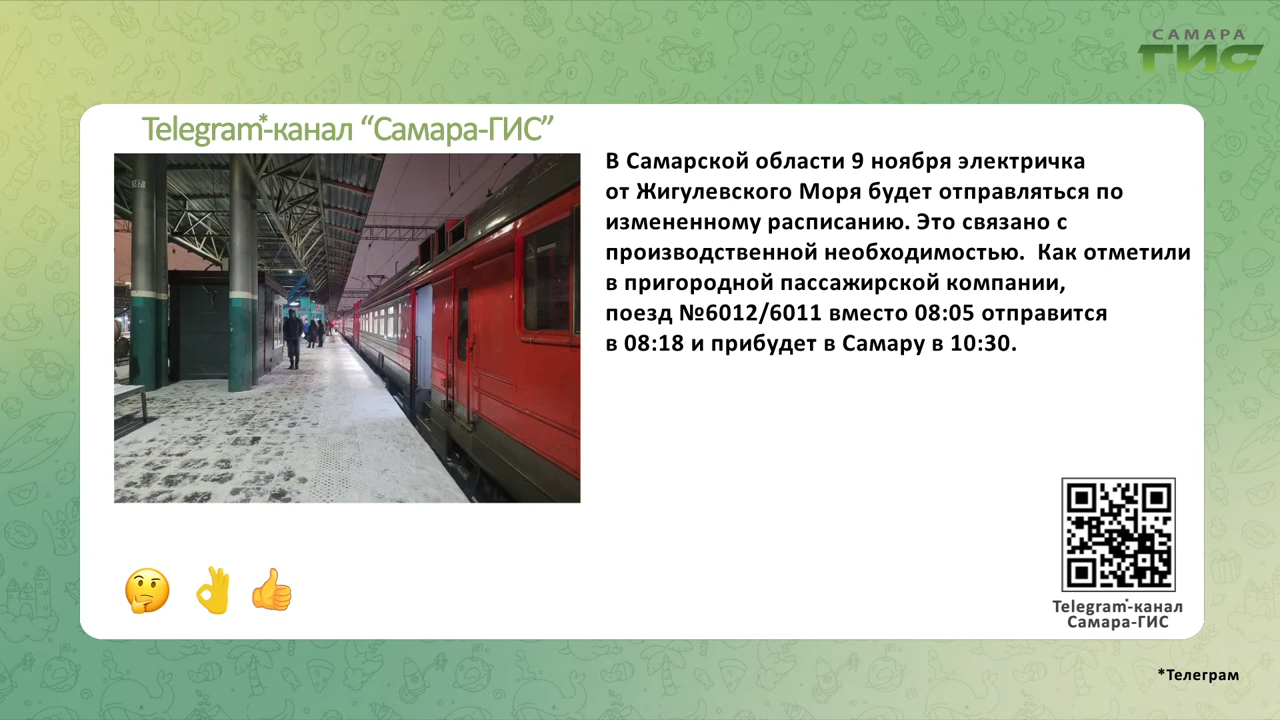 САМАРА
ГИС
Telegram*-канал “Самара-ГИС”
В Самарской области 9 ноября электричка
от Жигулевского Моря будет отправляться по
измененному расписанию. Это связано с
производственной необходимостью. Как отметили
в пригородной пассажирской компании,
поезд №6012/6011 вместо 08:05 отправится
в 08:18 и прибудет в Самару в 10:30.
187
Telegram*-канал
Самара-ГИС
*Телеграм